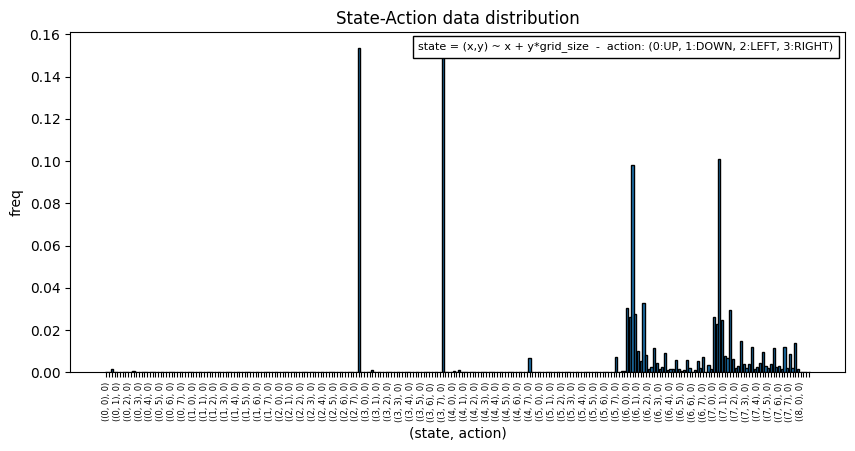 State-Action data distribution
state = (x,y) ~ x + y*grid_size  -  action: (0:UP, 1:DOWN, 2:LEFT, 3:RIGHT)
freq
0.16
0.14
0.12
0.10
0.08
0.06
0.04
0.02
0.00
((0, 0), 0)
((0, 1), 0)
((0, 2), 0)
((0, 3), 0)
((0, 4), 0)
((0, 5), 0)
((0, 6), 0)
((0, 7), 0)
((1, 0), 0)
((1, 1), 0)
((1, 2), 0)
((1, 3), 0)
((1, 4), 0)
((1, 5), 0)
((1, 6), 0)
((1, 7), 0)
((2, 0), 0)
((2, 1), 0)
((2, 2), 0)
((2, 3), 0)
((2, 4), 0)
((2, 5), 0)
((2, 6), 0)
((2, 7), 0)
((3, 0), 0)
((3, 1), 0)
((3, 2), 0)
((3, 3), 0)
((3, 4), 0)
((3, 5), 0)
((3, 6), 0)
((3, 7), 0)
((4, 0), 0)
((4, 1), 0)
((4, 2), 0)
((4, 3), 0)
((4, 4), 0)
((4, 5), 0)
((4, 6), 0)
((4, 7), 0)
((5, 0), 0)
((5, 1), 0)
((5, 2), 0)
((5, 3), 0)
((5, 4), 0)
((5, 5), 0)
((5, 6), 0)
((5, 7), 0)
((6, 0), 0)
((6, 1), 0)
((6, 2), 0)
((6, 3), 0)
((6, 4), 0)
((6, 5), 0)
((6, 6), 0)
((6, 7), 0)
((7, 0), 0)
((7, 1), 0)
((7, 2), 0)
((7, 3), 0)
((7, 4), 0)
((7, 5), 0)
((7, 6), 0)
((7, 7), 0)
((8, 0), 0)
(state, action)